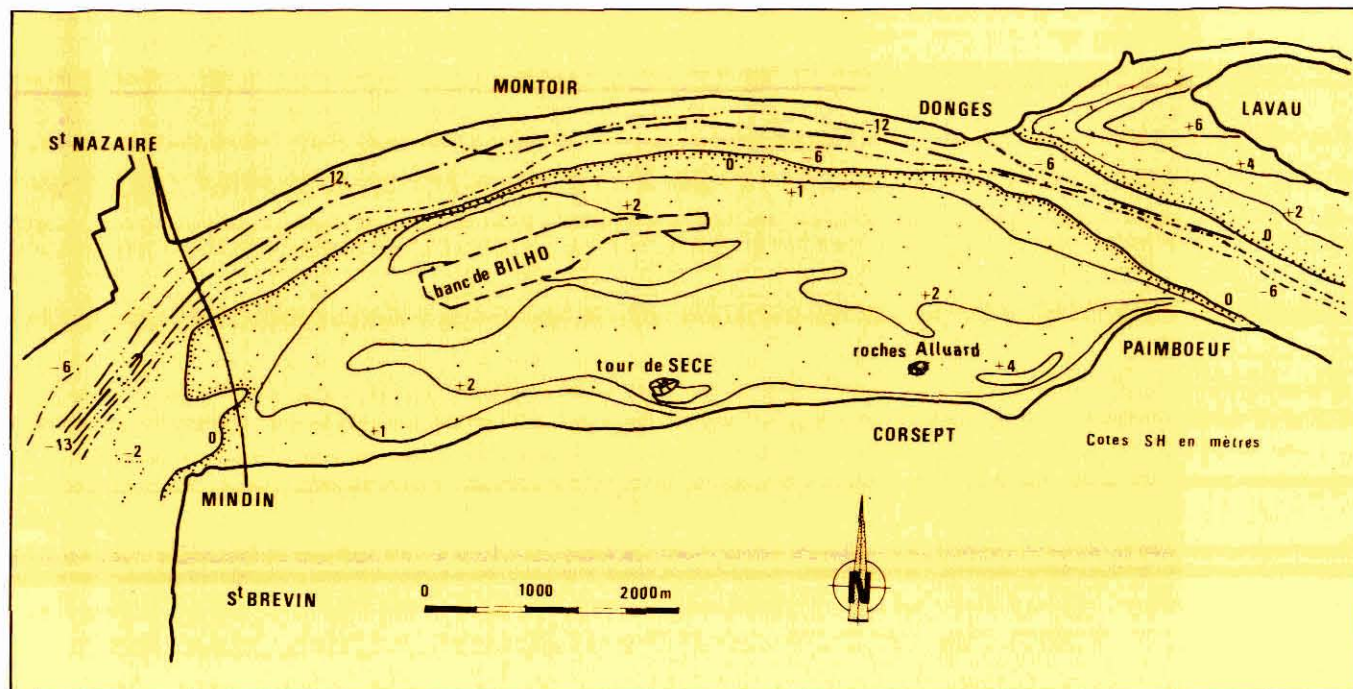 MONTOIR
DONGES
LAVAU
St NAZAIRE
-12
-12
+6
+4
+2
0
-6
-6
0
-6
+1
+2
banc de BILHO
+2
0
-6
roches Alluard
+4
PAIMBOEUF
tour de SECE
+2
+1
CORSEPT
Cotes SH en mètres
-6
-13
-2
0
MINDIN
N
St BREVIN
0 1000 2000m